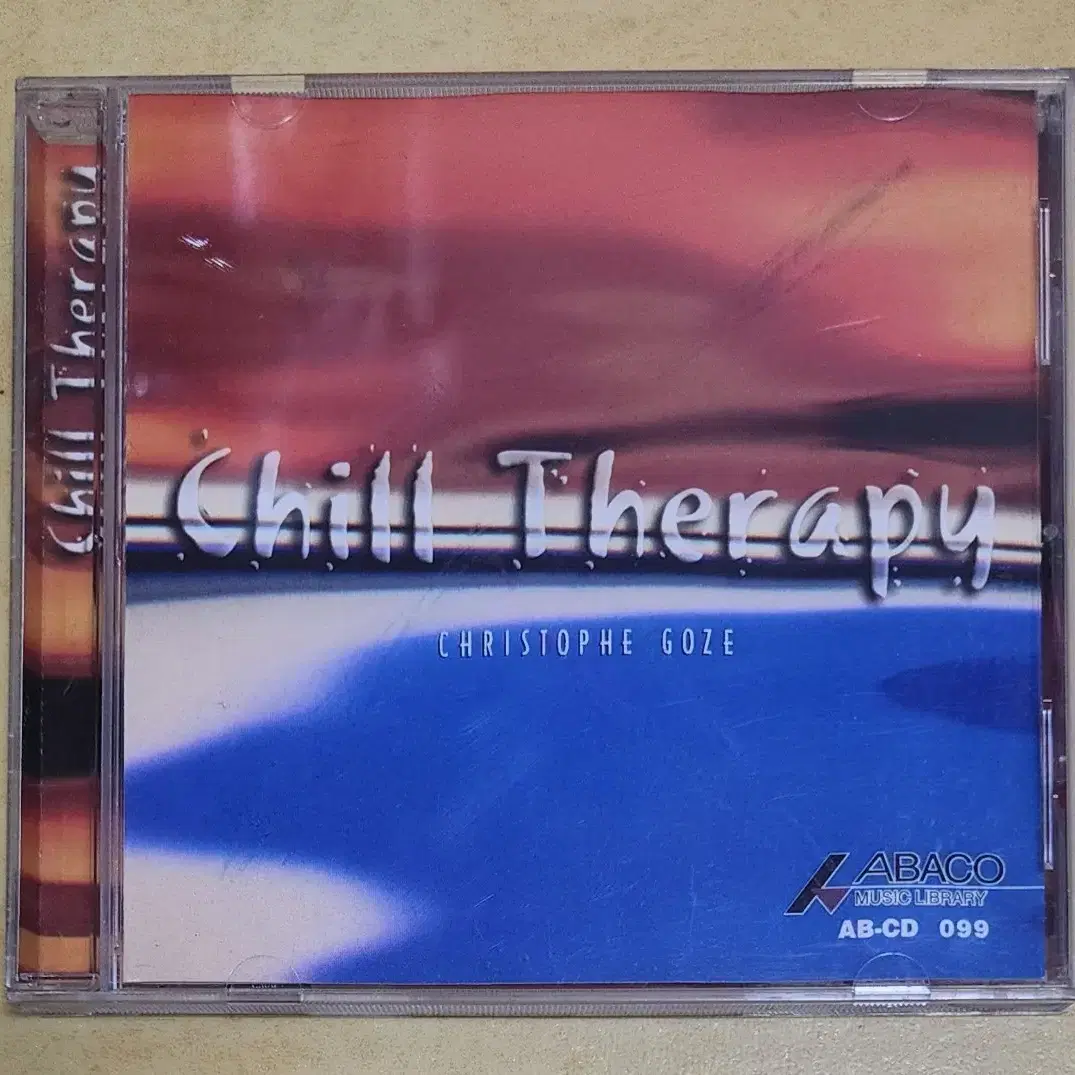 Chill Therapy
Chill Therapy
CHRISTOPHE GOZE
ABACO
MUSIC LIBRARY
AB-CD 099